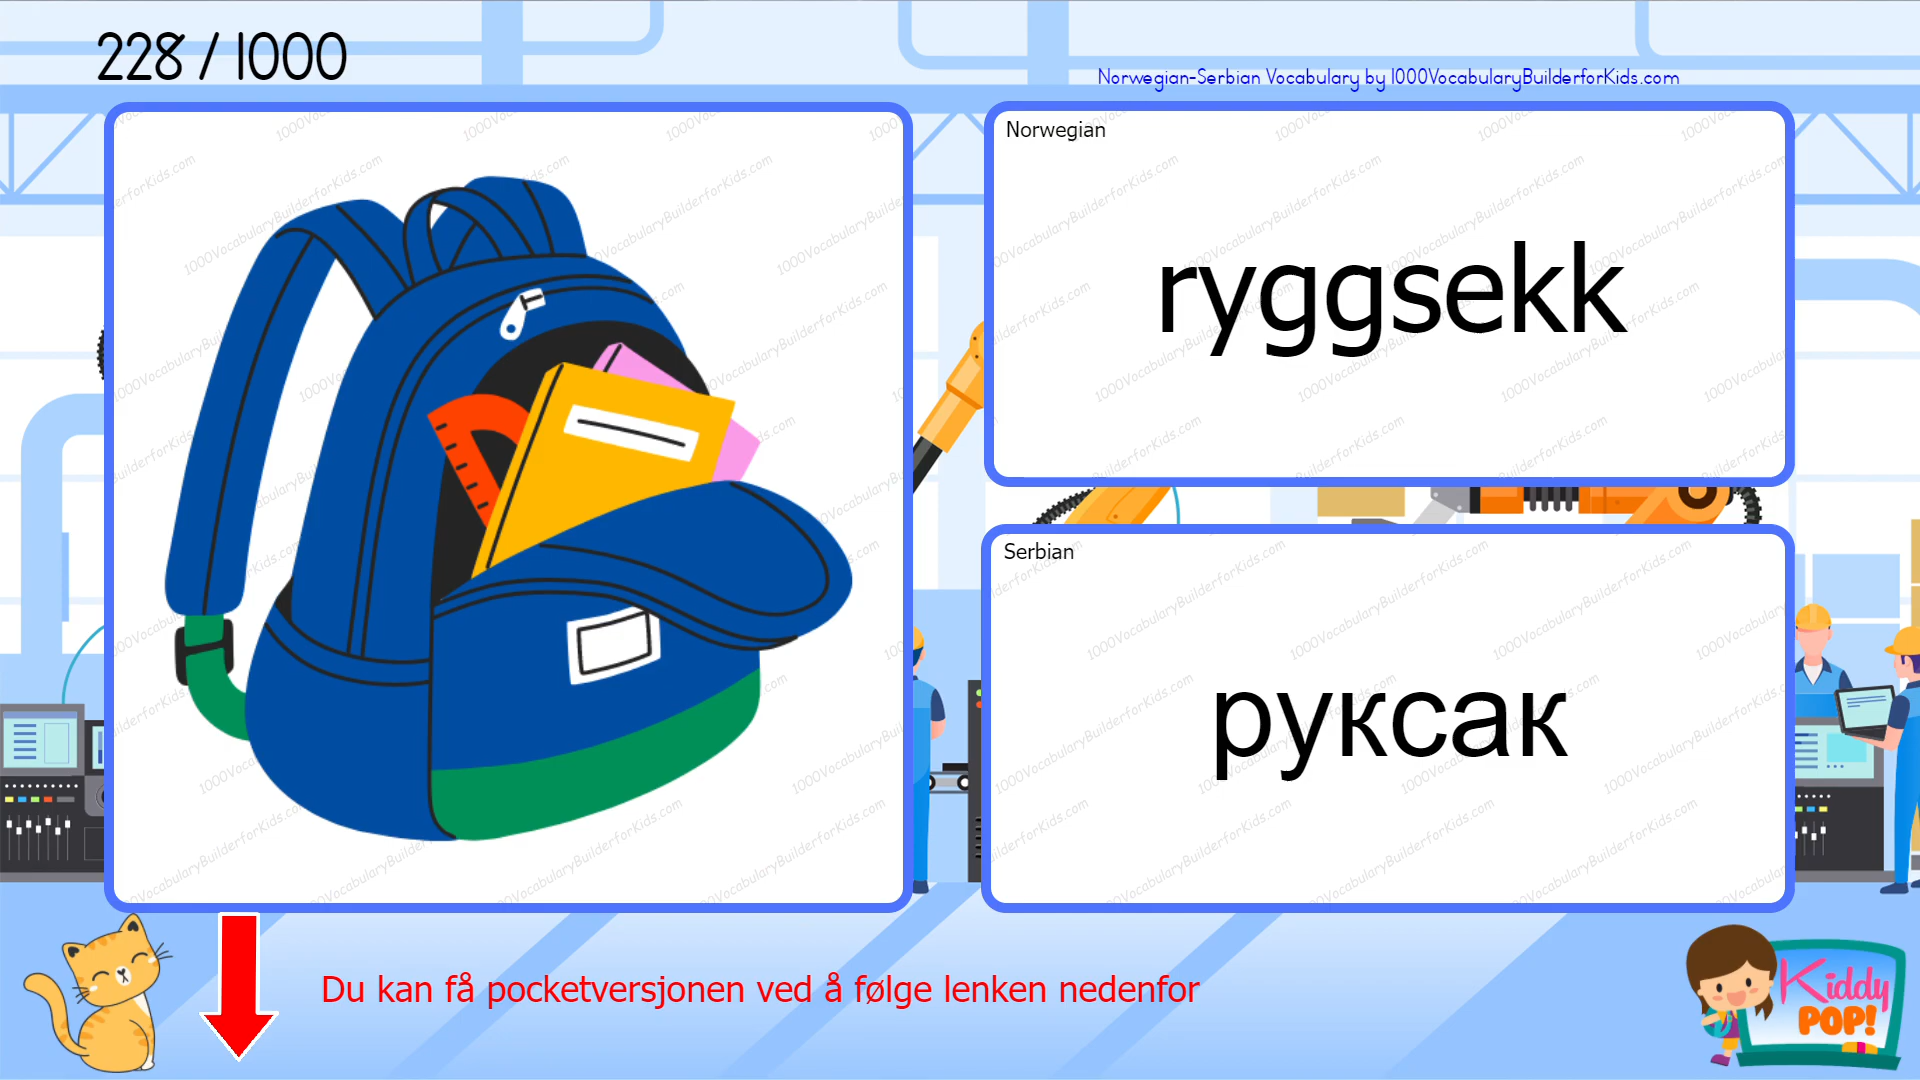 228 / 1000
Norwegian-Serbian Vocabulary by 1000VocabularyBuilderforKids.com
Norwegian
ryggsekk
Serbian
руксак
Du kan få pocketversjonen ved å følge lenken nedenfor
Kiddy
POP!